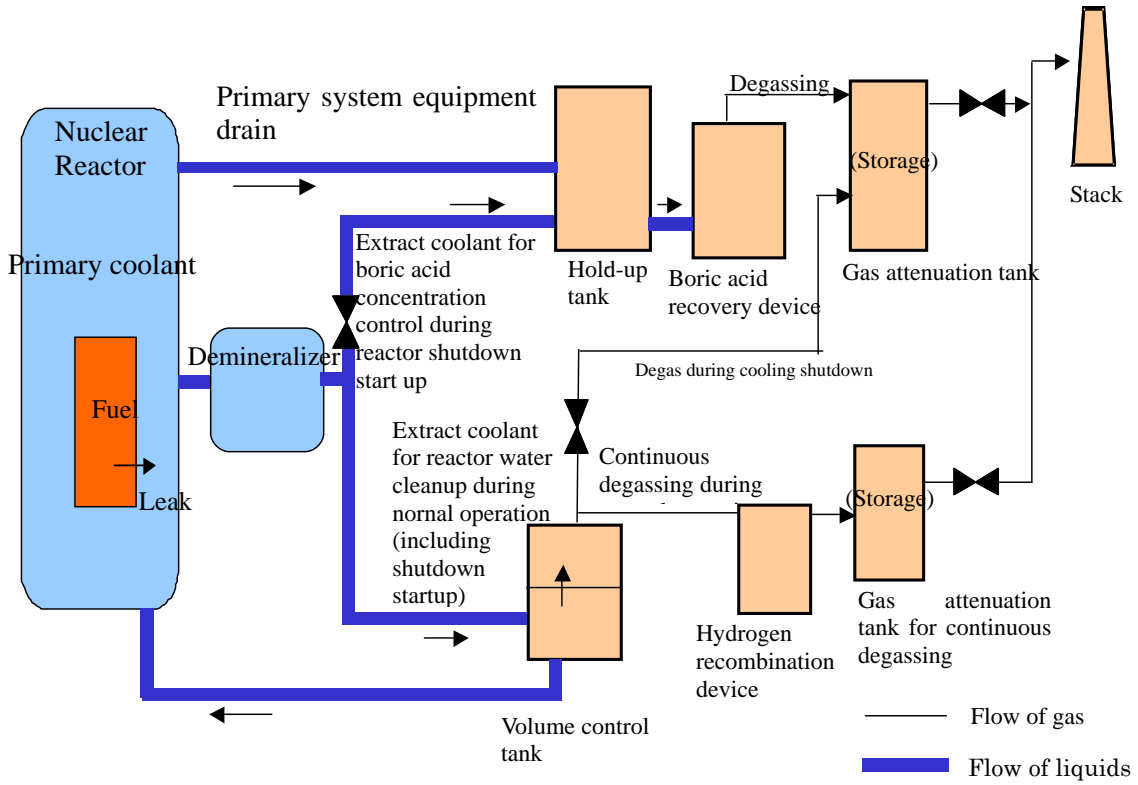 Primary system equipment
drain
Nuclear
Reactor
Primary coolant
Fuel
Leak
Demineralizer
Extract coolant for
boric acid
concentration
control during
reactor shutdown
start up
Extract coolant
for reactor water
cleanup during
nornal operation
(including
shutdown
startup)
Hold-up
tank
Boric acid
recovery device
Degassing
(Storage)
Gas attenuation tank
Stack
Degas during cooling shutdown
Continuous
degassing during
(Storage)
Gas attenuation
tank for continuous
degassing
Hydrogen
recombination
device
Volume control
tank
Flow of gas
Flow of liquids